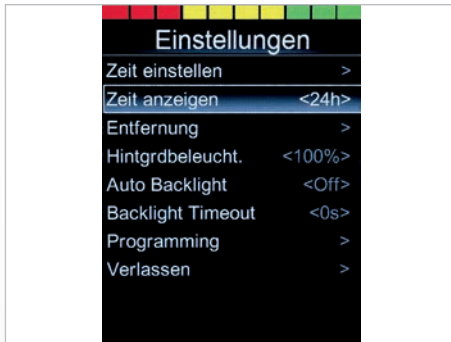 Einstellungen
Zeit einstellen >
Zeit anzeigen <24h>
Entfernung >
Hintgrdbeleucht. <100%>
Auto Backlight <Off>
Backlight Timeout <0s>
Programming >
Verlassen >